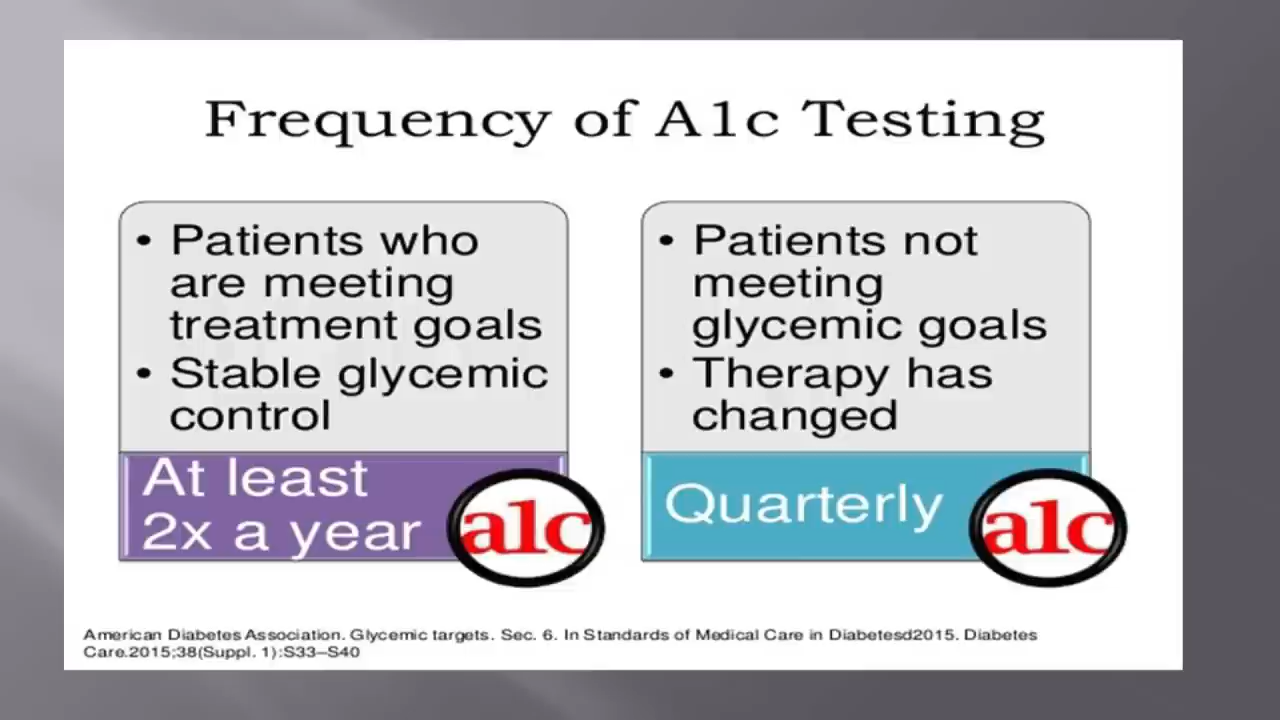 Frequency of A1c Testing
• Patients who
are meeting
treatment goals
• Stable glycemic
control
At least
2x a year
a1c
• Patients not
meeting
glycemic goals
• Therapy has
changed
Quarterly
a1c
American Diabetes Association. Glycemic targets. Sec. 6. In Standards of Medical Care in Diabetesd2015. Diabetes
Care.2015;38(Suppl. 1):S33–S40